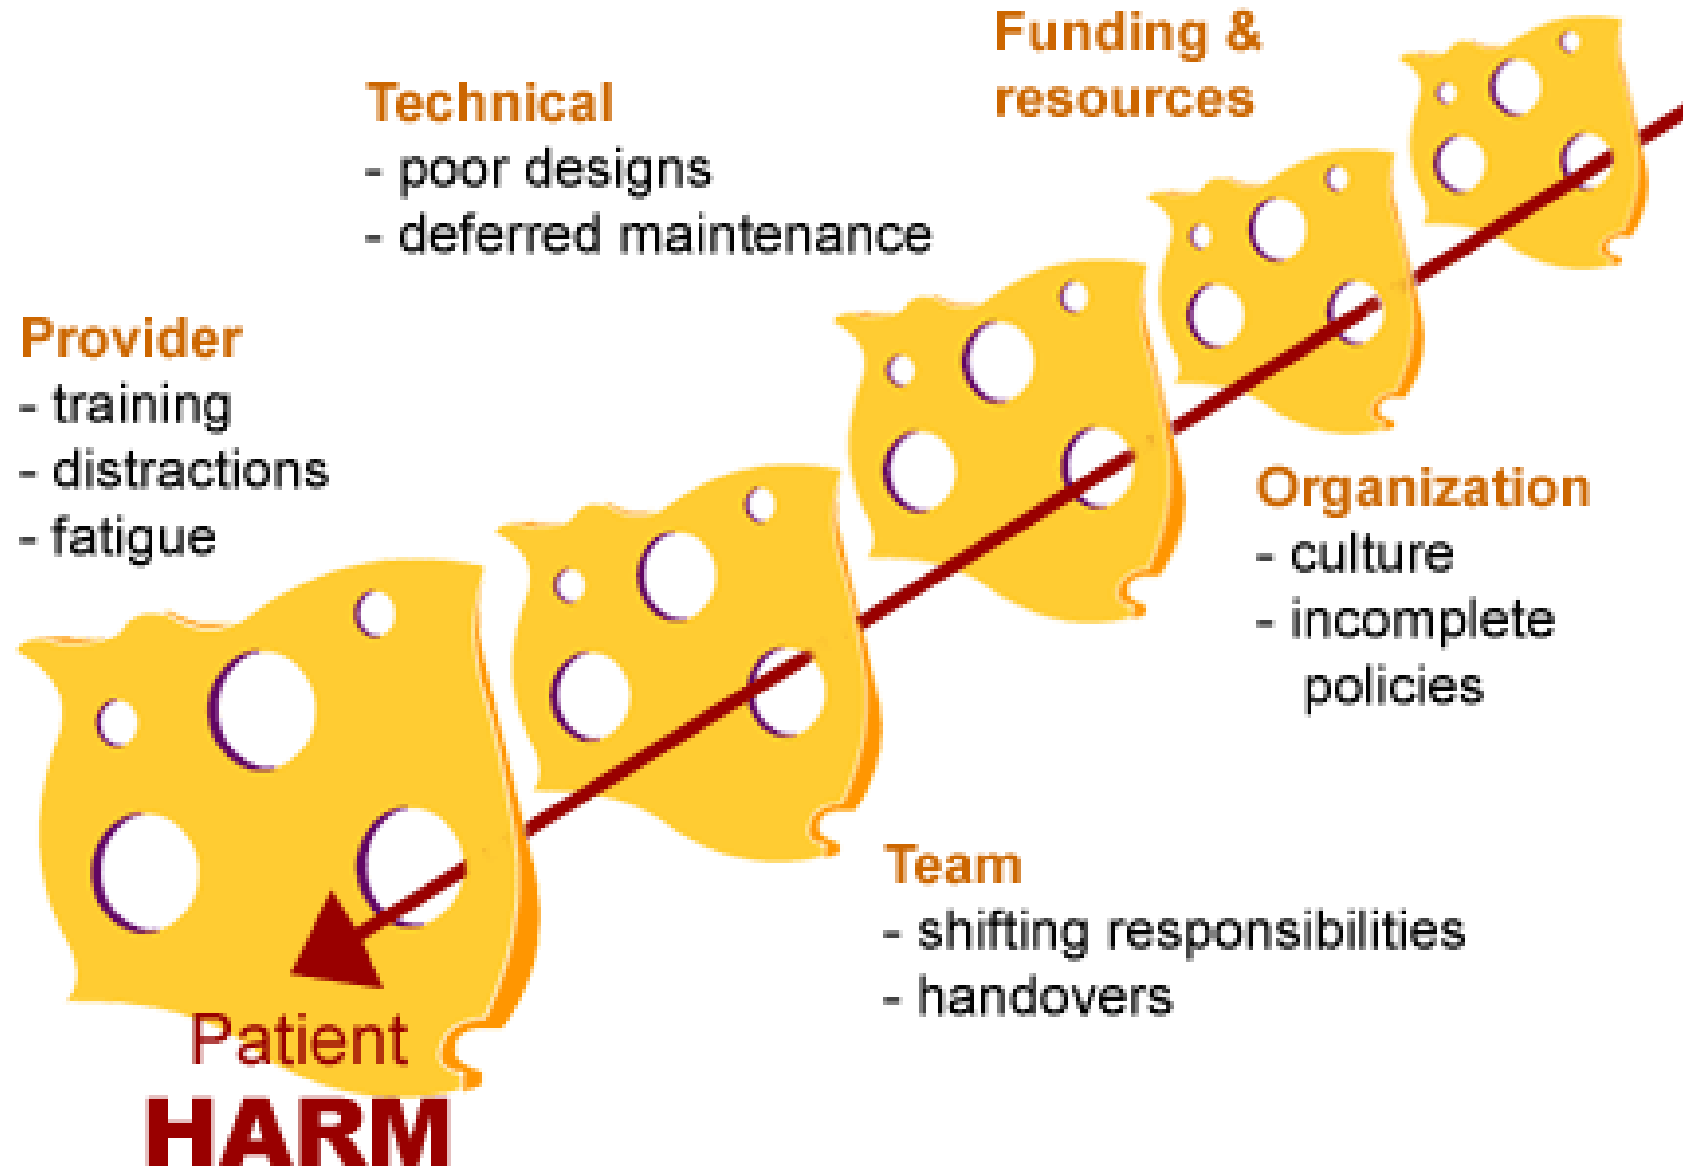 Funding &
resources
Technical
- poor designs
- deferred maintenance
Provider
- training
- distractions
- fatigue
Organization
- culture
- incomplete
policies
Team
- shifting responsibilities
- handovers
Patient
HARM